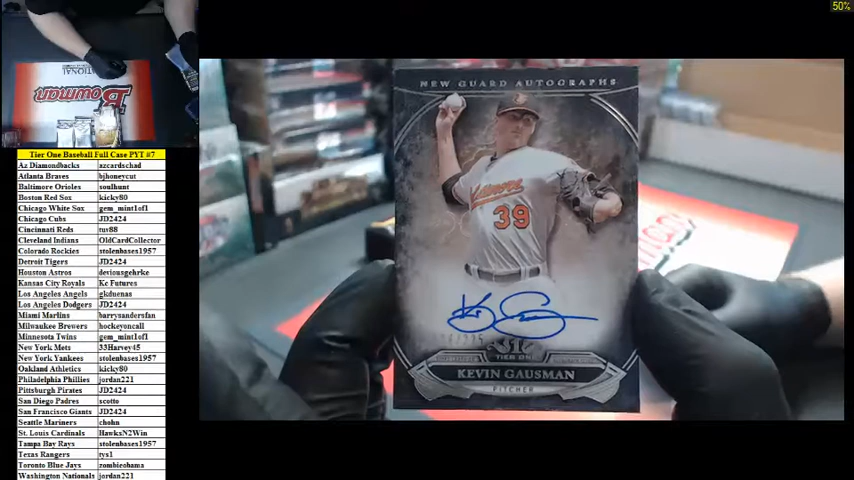 50%
Bowman
Tier One Baseball Full Case PYT #7
Az Diamondbacks azcardschad
Atlanta Braves bjhoneycut
Baltimore Orioles soulhunt
Boston Red Sox kicky80
Chicago White Sox gem_mint1of1
Chicago Cubs JD2424
Cincinnati Reds tuv88
Cleveland Indians OldCardCollector
Colorado Rockies stolenbases1957
Detroit Tigers JD2424
Houston Astros deviousgehrke
Kansas City Royals Kc Futures
Los Angeles Angels gkduenas
Los Angeles Dodgers JD2424
Miami Marlins barrysandersfan
Milwaukee Brewers hockeyoncall
Minnesota Twins gem_mint1of1
New York Mets 33Harvey45
New York Yankees stolenbases1957
Oakland Athletics kicky80
Philadelphia Phillies jordan221
Pittsburgh Pirates JD2424
San Diego Padres scotto
San Francisco Giants JD2424
Seattle Mariners chohn
St. Louis Cardinals HawksN2Win
Tampa Bay Rays stolenbases1957
Texas Rangers tys1
Toronto Blue Jays zombieobama
Washington Nationals jordan221
NEW GUARD AUTOGRAPHS
39
TIER ONE
KEVIN GAUSMAN
PITCHER